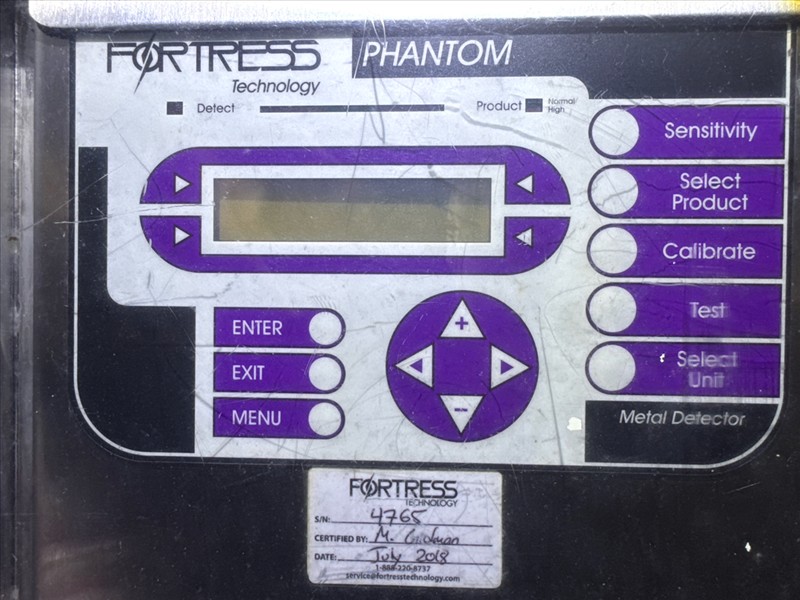 FORTRESS
Technology
PHANTOM
Detect
Product
Normal
High
Sensitivity
Select
Product
Calibrate
Test
Select
Unit
ENTER
EXIT
MENU
+
-
Metal Detector
FORTRESS
TECHNOLOGY
S/N: 4765
CERTIFIED BY: M.
DATE: July 2018
1-888-220-8737
service@fortresstechnology.com